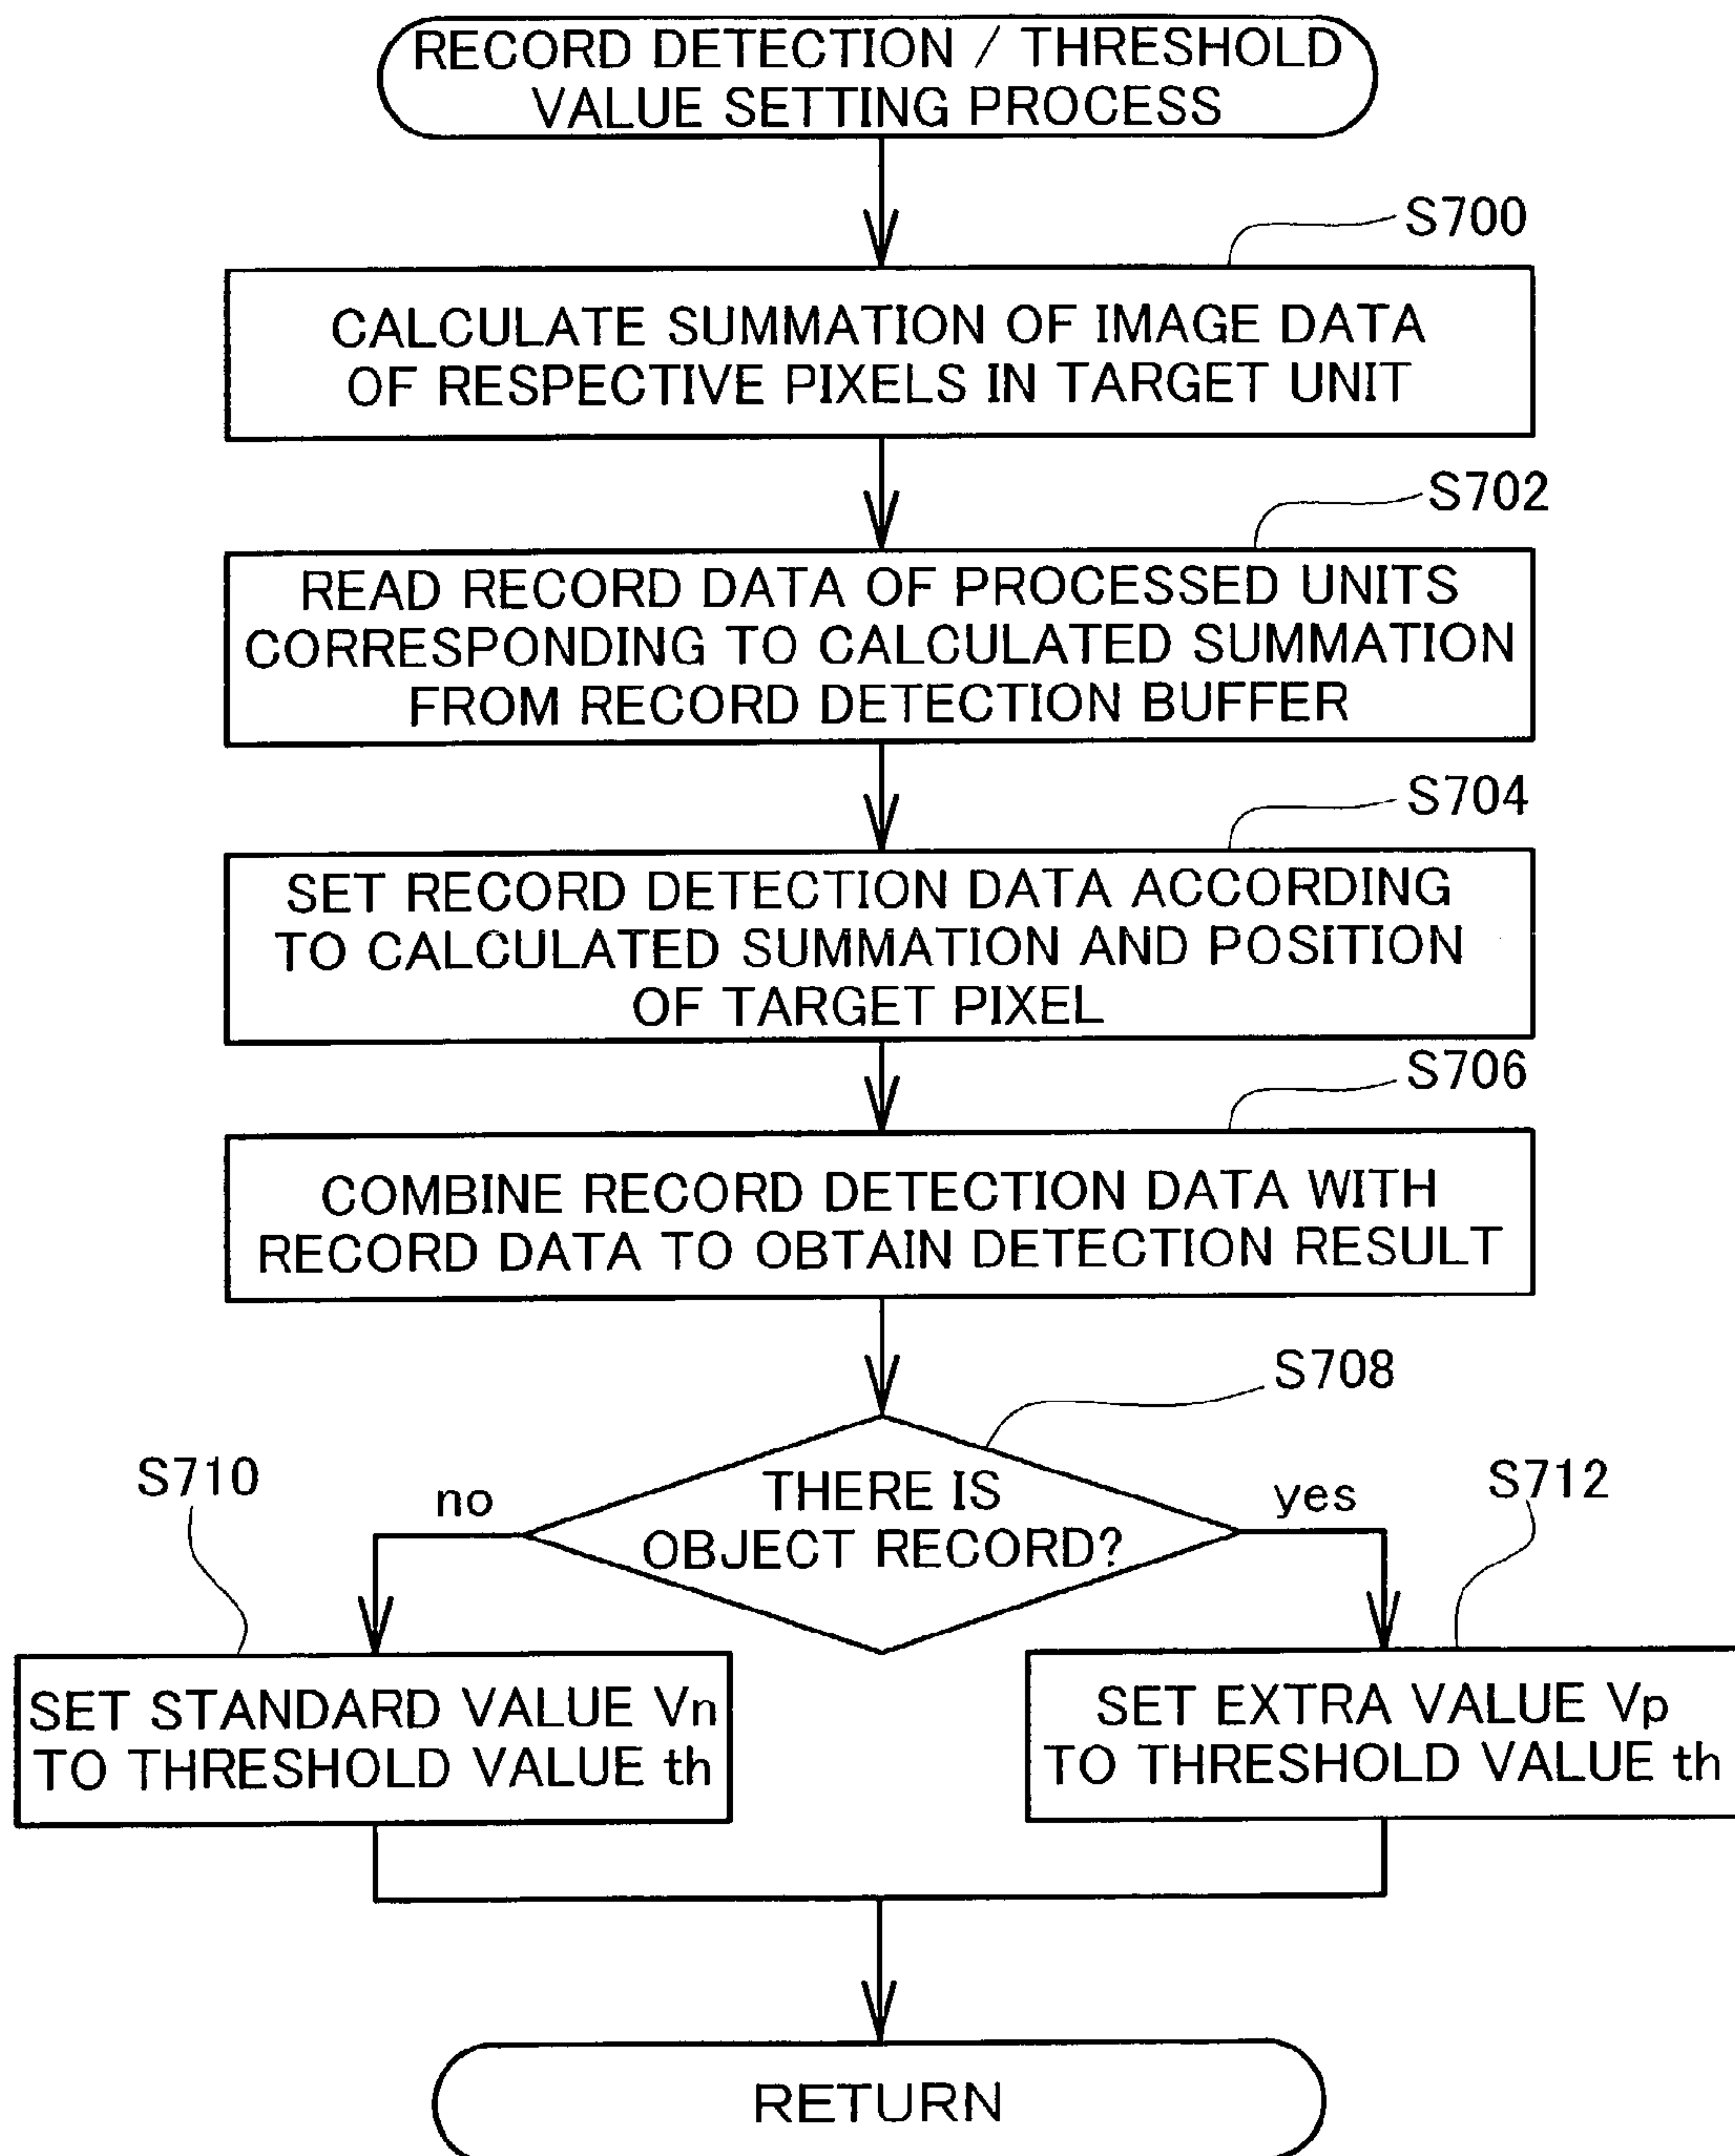 RECORD DETECTION / THRESHOLD
VALUE SETTING PROCESS
S700
CALCULATE SUMMATION OF IMAGE DATA
OF RESPECTIVE PIXELS IN TARGET UNIT
S702
READ RECORD DATA OF PROCESSED UNITS
CORRESPONDING TO CALCULATED SUMMATION
FROM RECORD DETECTION BUFFER
S704
SET RECORD DETECTION DATA ACCORDING
TO CALCULATED SUMMATION AND POSITION
OF TARGET PIXEL
S706
COMBINE RECORD DETECTION DATA WITH
RECORD DATA TO OBTAIN DETECTION RESULT
S708
THERE IS
OBJECT RECORD?
no
yes
S710
SET STANDARD VALUE Vn
TO THRESHOLD VALUE th
S712
SET EXTRA VALUE Vp
TO THRESHOLD VALUE th
RETURN